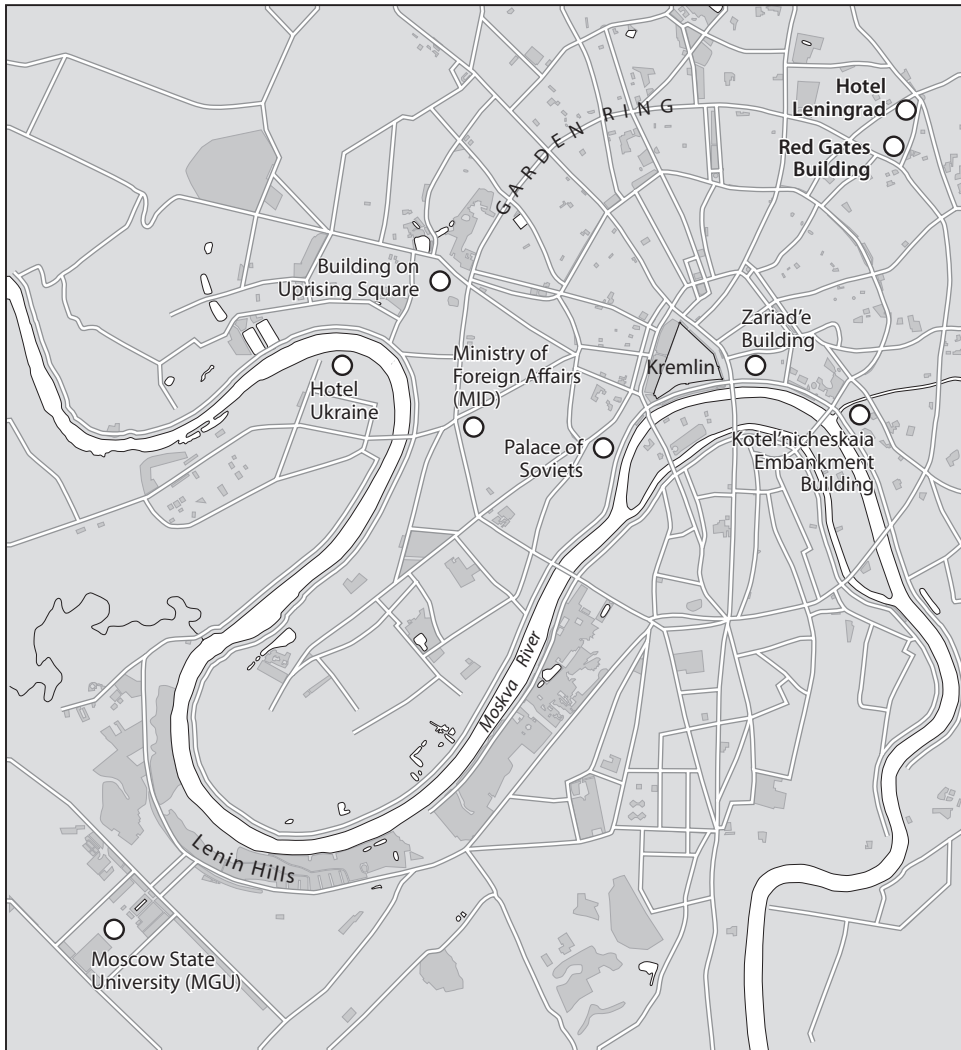 Hotel
Leningrad
GARDEN RING
Red Gates
Building
Building on
Uprising Square
Zariad'e
Building
Ministry of
Foreign Affairs
(MID)
Kremlin
Hotel
Ukraine
Palace of
Soviets
Kotel'nicheskaia
Embankment
Building
Moskva River
Lenin Hills
Moscow State
University (MGU)